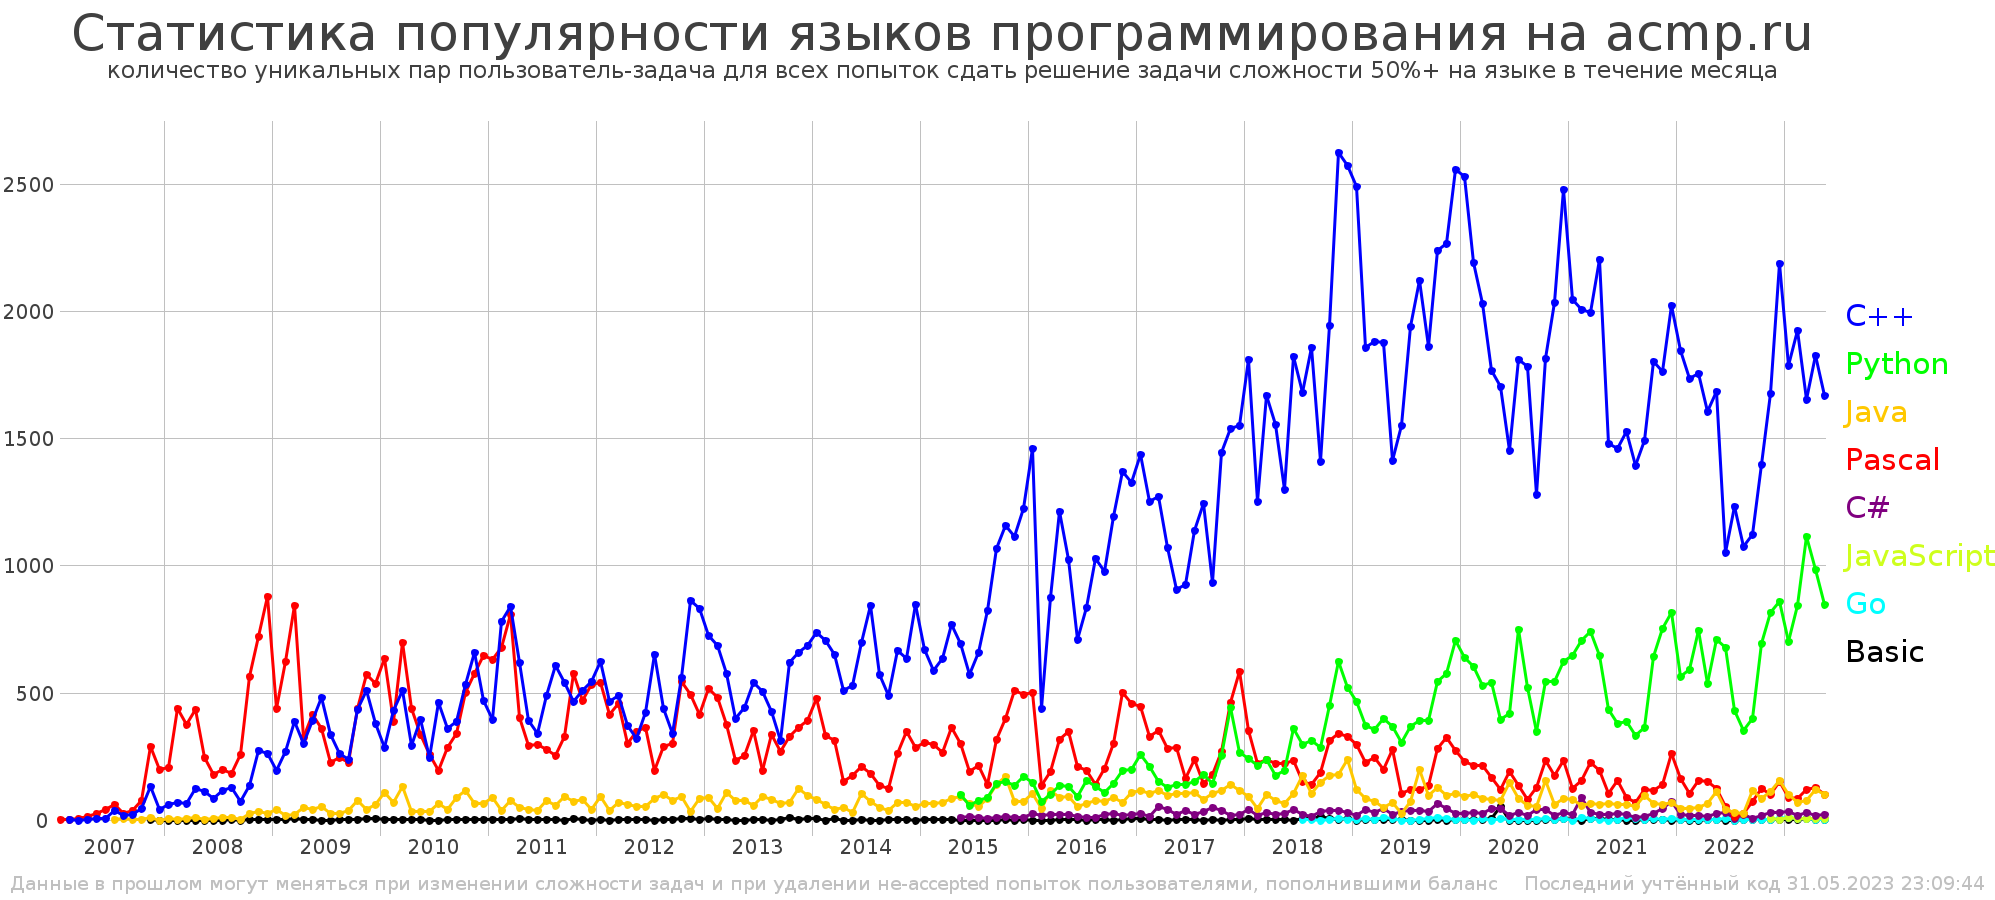 Статистика популярности языков программирования на acmp.ru
количество уникальных пар пользователь-задача для всех попыток сдать решение задачи сложности 50%+ на языке в течение месяца
2500
2000
1500
1000
500
0
C++
Python
Java
Pascal
C#
JavaScript
Go
Basic
2007 2008 2009 2010 2011 2012 2013 2014 2015 2016 2017 2018 2019 2020 2021 2022
Данные в прошлом могут меняться при изменении сложности задач и при удалении не-accepted попыток пользователями, пополнившими баланс Последний учтённый код 31.05.2023 23:09:44